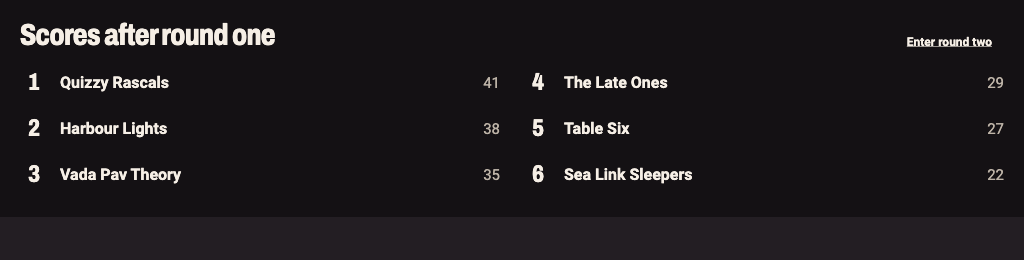 Scores after round one
Enter round two
1 Quizzy Rascals 41
2 Harbour Lights 38
3 Vada Pav Theory 35
4 The Late Ones 29
5 Table Six 27
6 Sea Link Sleepers 22